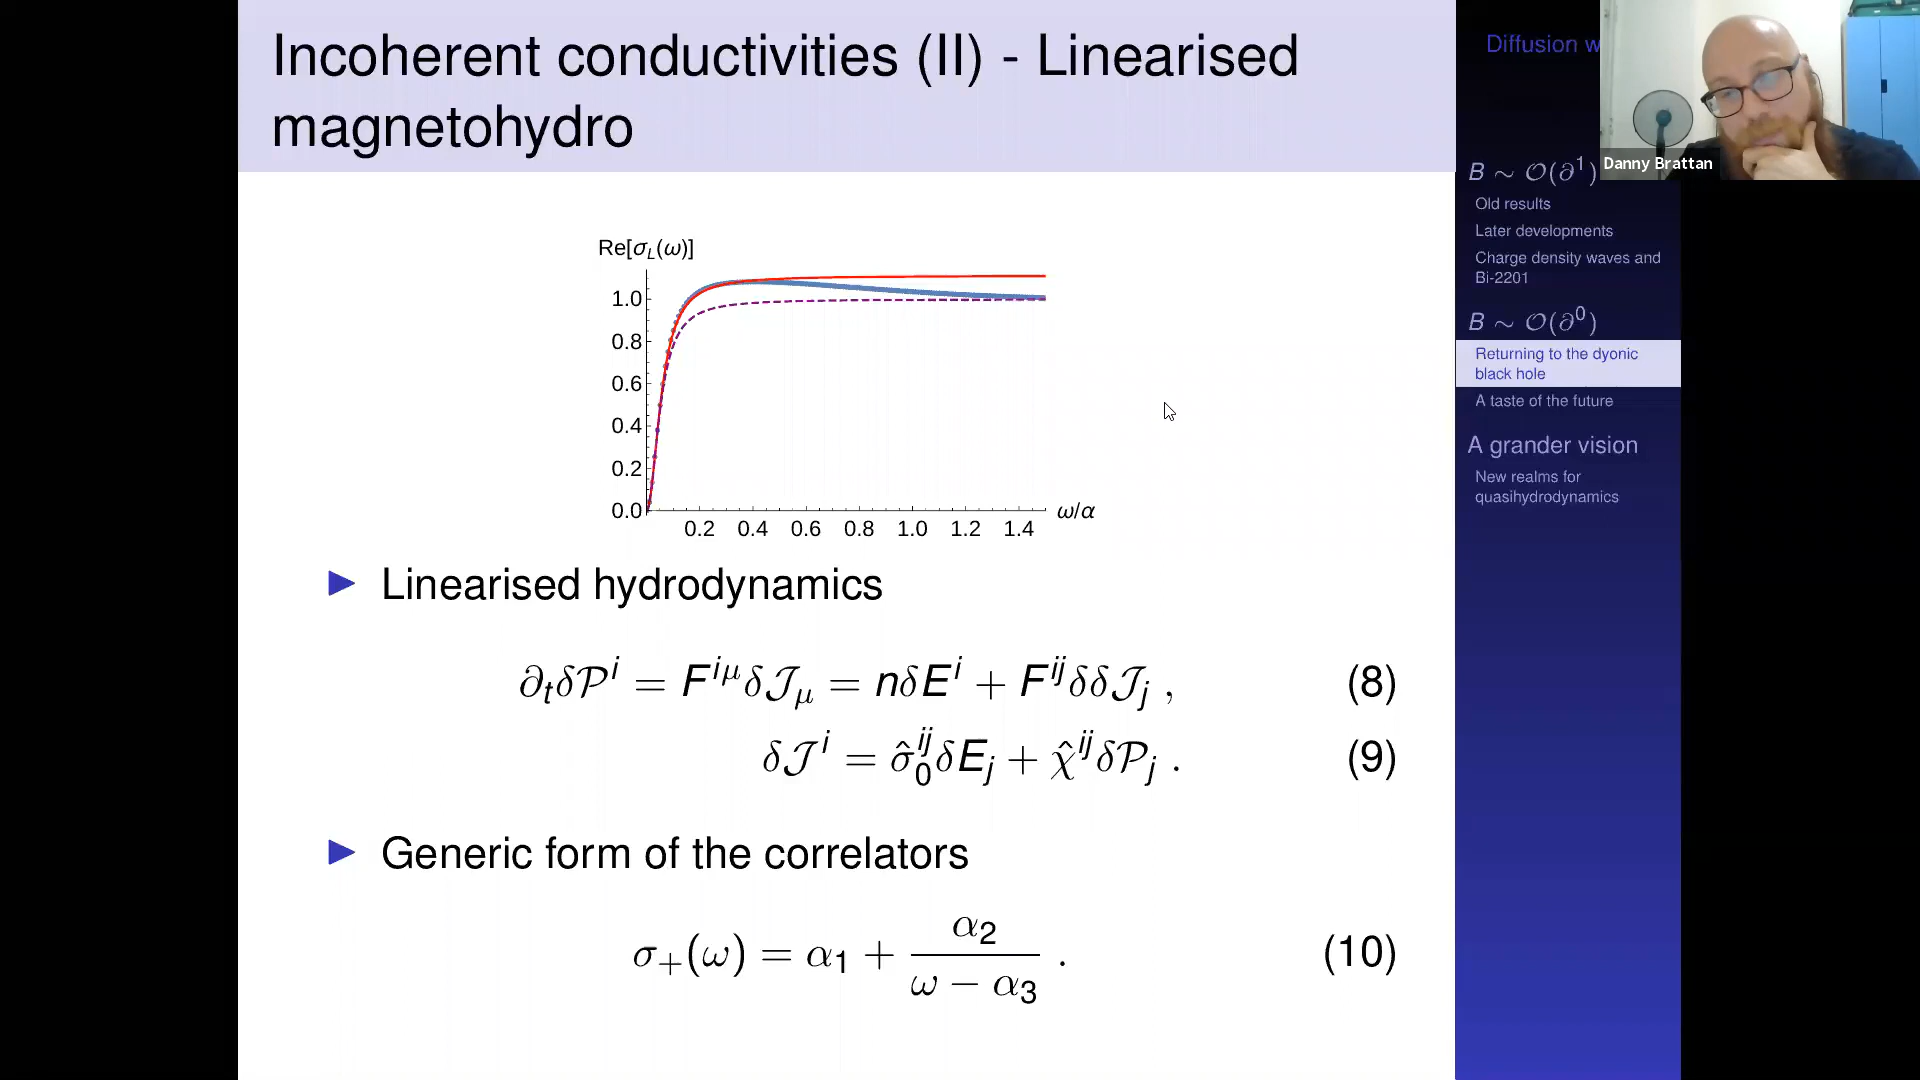 Incoherent conductivities (II) - Linearised
magnetohydro
Re[σL(ω)]
1.0
0.8
0.6
0.4
0.2
0.0
0.2 0.4 0.6 0.8 1.0 1.2 1.4
ω/α
▶ Linearised hydrodynamics
∂tδ𝒫^i = F^{iμ}δ𝒥_μ = nδE^i + F^{ij}δδ𝒥_j , (8)
δ𝒥^i = σ̂_0^{ij}δE_j + χ̂^{ij}δ𝒫_j . (9)
▶ Generic form of the correlators
σ_+(ω) = α_1 + α_2 / (ω − α_3) . (10)
Diffusion w
Danny Brattan
B ∼ 𝒪(∂^1)
Old results
Later developments
Charge density waves and
Bi-2201
B ∼ 𝒪(∂^0)
Returning to the dyonic
black hole
A taste of the future
A grander vision
New realms for
quasihydrodynamics